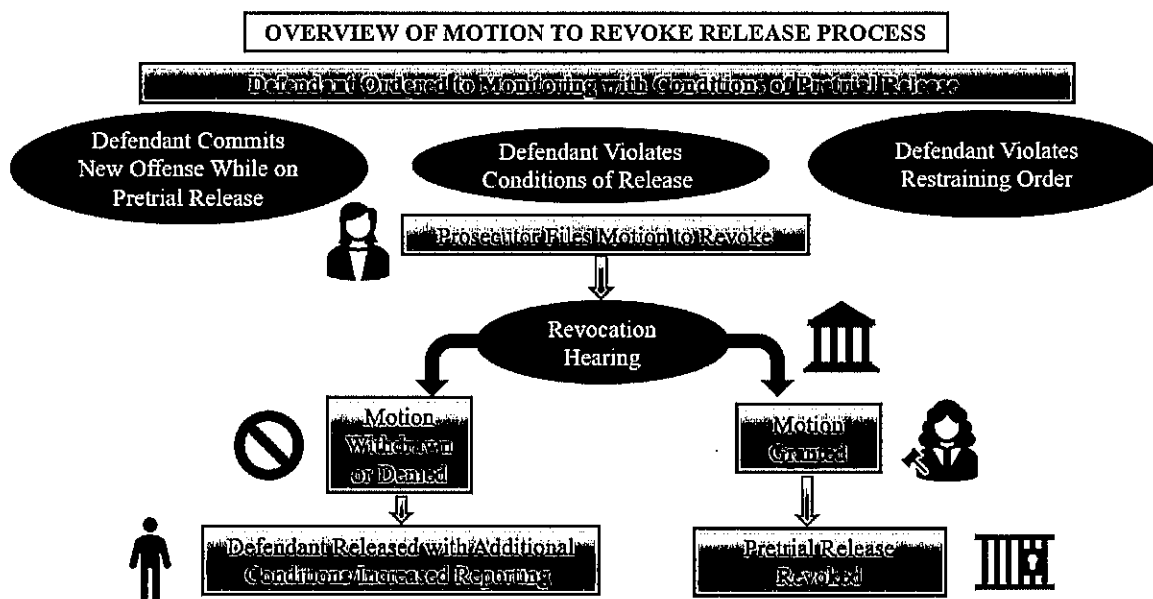 OVERVIEW OF MOTION TO REVOKE RELEASE PROCESS
Defendant Ordered to Monitoring with Conditions of Pretrial Release
Defendant Commits
New Offense While on
Pretrial Release
Defendant Violates
Conditions of Release
Defendant Violates
Restraining Order
Prosecutor Files Motion to Revoke
Revocation
Hearing
Motion
Withdrawn
or Denied
Motion
Granted
Defendant Released with Additional
Conditions/Increased Reporting
Pretrial Release
Revoked